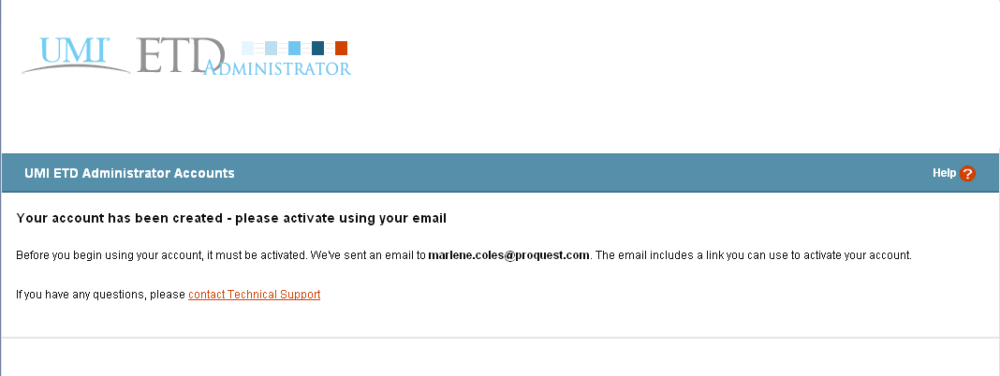 UMI® ETD ADMINISTRATOR
UMI ETD Administrator Accounts Help ?
Your account has been created - please activate using your email
Before you begin using your account, it must be activated. We've sent an email to marlene.coles@proquest.com. The email includes a link you can use to activate your account.
If you have any questions, please contact Technical Support